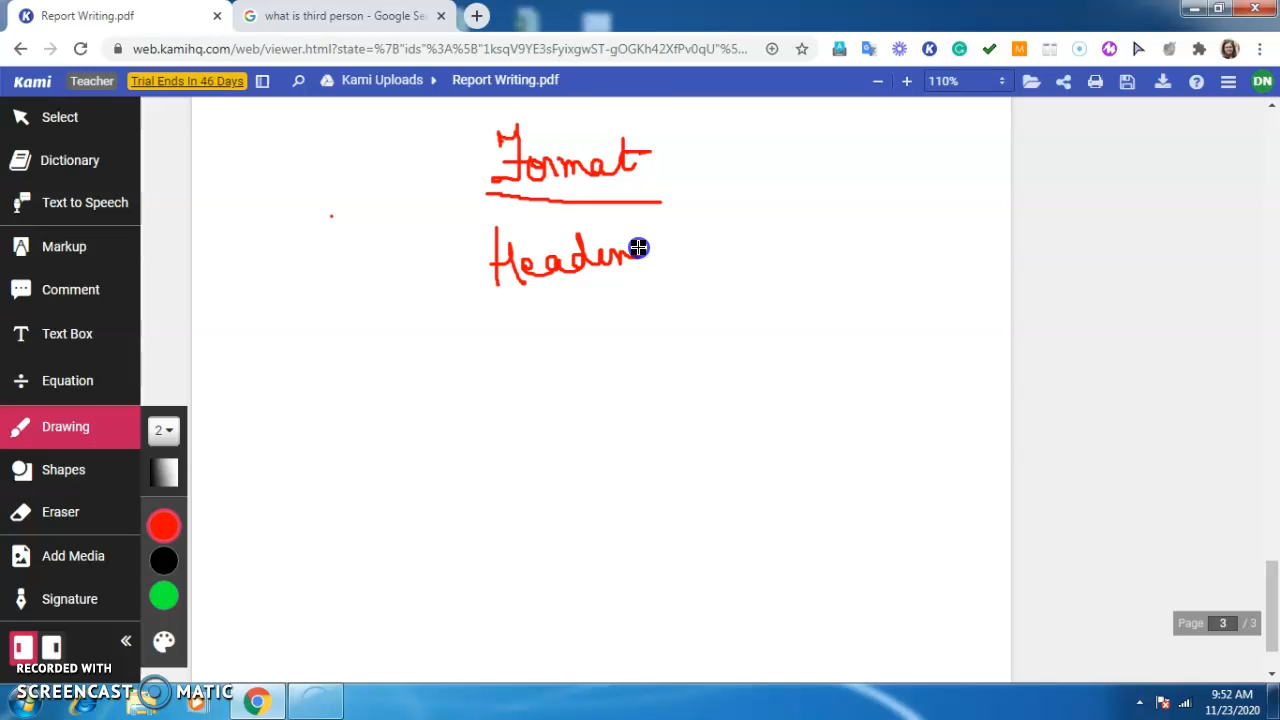 Report Writing.pdf
what is third person - Google Se
web.kamihq.com/web/viewer.html?state=%7B"ids"%3A%5B"1ksqV9YE3sFyixgwST-gOGKh42XfPv0qU"%5...
Kami Teacher Trial Ends In 46 Days Kami Uploads Report Writing.pdf 110% DN
Select
Dictionary
Text to Speech
Markup
Comment
Text Box
Equation
Drawing
Shapes
Eraser
Add Media
Signature
2
Format
Headin
Page 3 / 3
RECORDED WITH
SCREENCAST MATIC
9:52 AM
11/23/2020